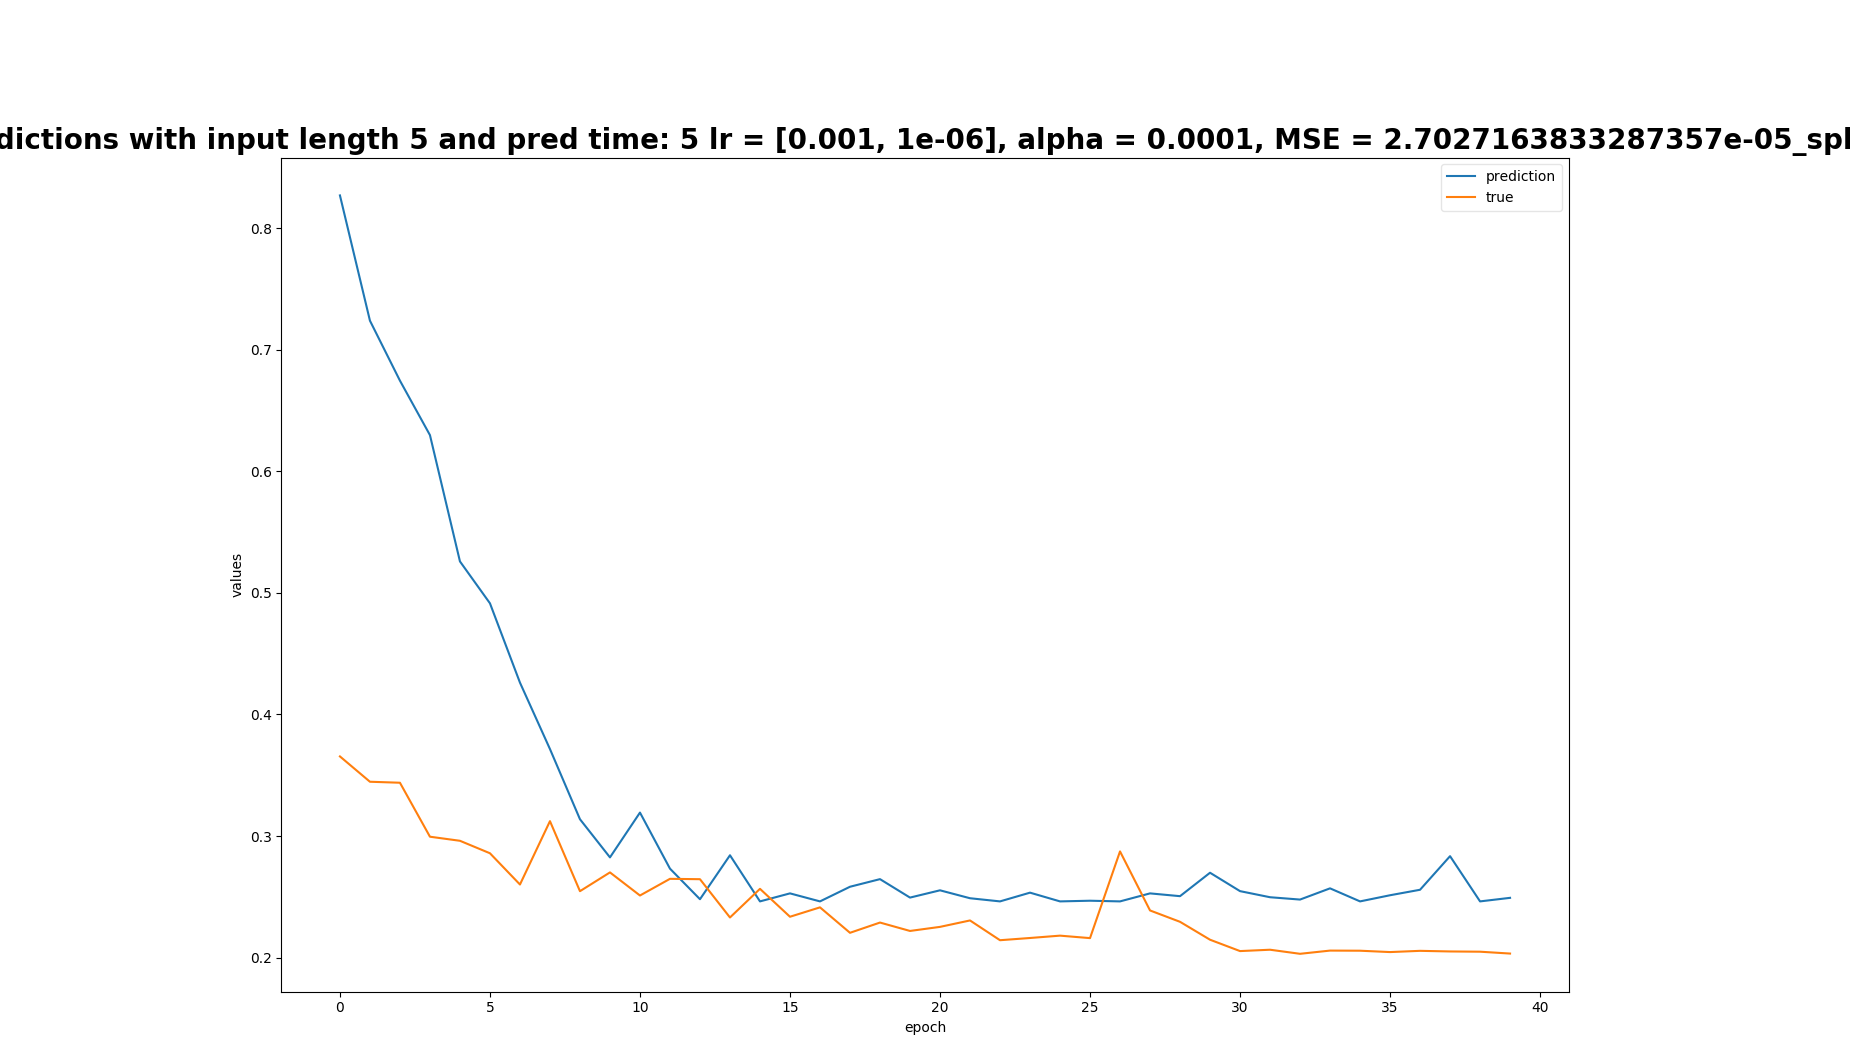 dictions with input length 5 and pred time: 5 lr = [0.001, 1e-06], alpha = 0.0001, MSE = 2.7027163833287357e-05_spl
prediction
true
0.8
0.7
0.6
0.5
0.4
0.3
0.2
values
0 5 10 15 20 25 30 35 40
epoch